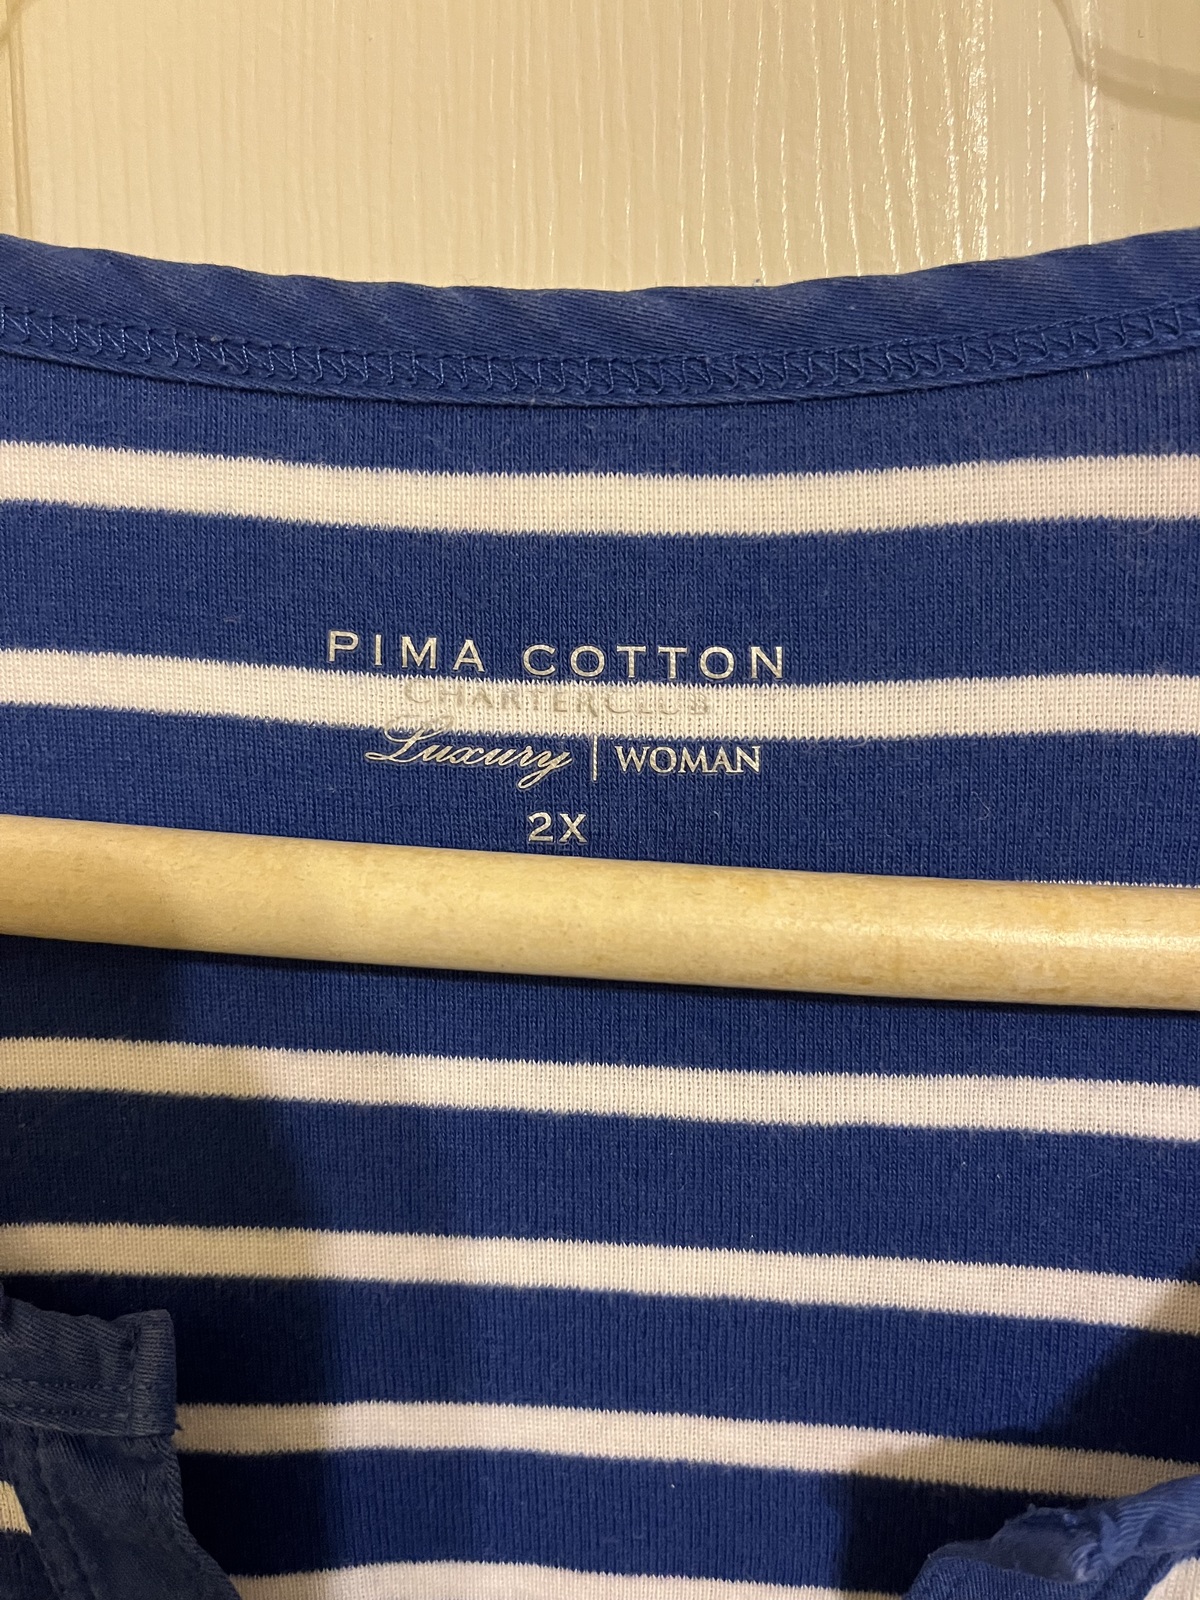 PIMA COTTON
CHARTER CLUB
Luxury | WOMAN
2X